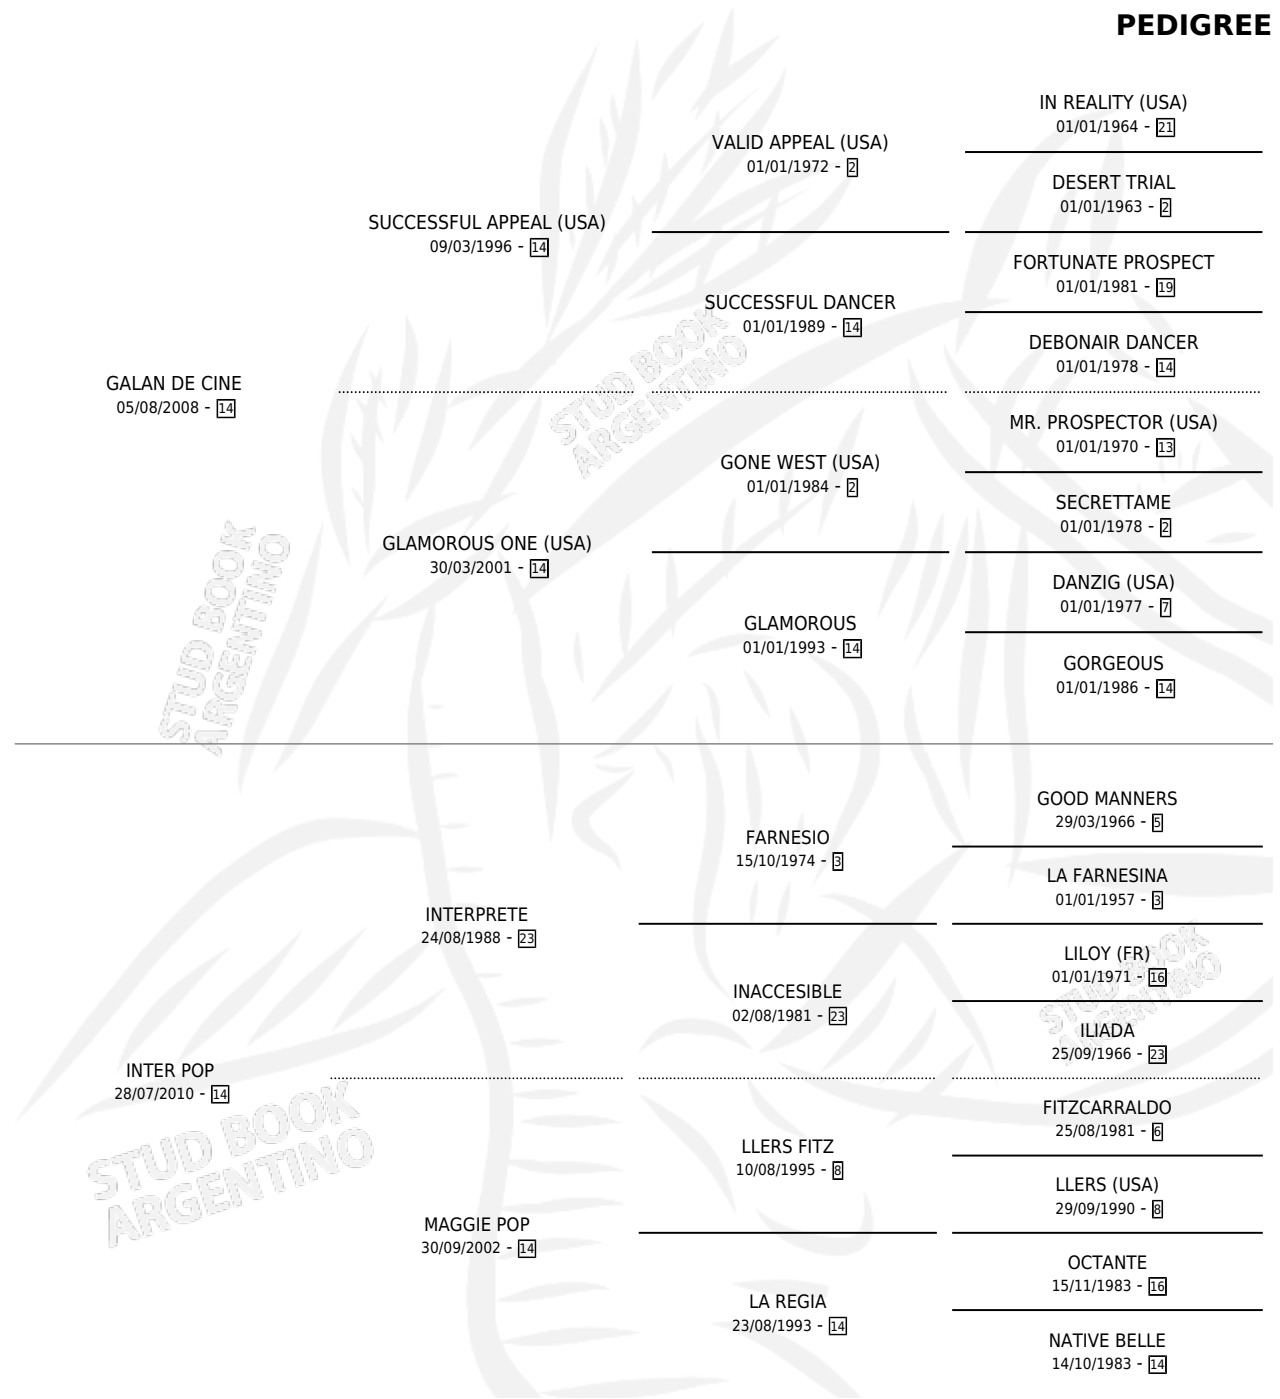 PEDIGREE
IN REALITY (USA)
01/01/1964 - 21
VALID APPEAL (USA)
01/01/1972 - 2
DESERT TRIAL
01/01/1963 - 2
SUCCESSFUL APPEAL (USA)
09/03/1996 - 14
FORTUNATE PROSPECT
01/01/1981 - 19
SUCCESSFUL DANCER
01/01/1989 - 14
DEBONAIR DANCER
01/01/1978 - 14
GALAN DE CINE
05/08/2008 - 14
MR. PROSPECTOR (USA)
01/01/1970 - 13
GONE WEST (USA)
01/01/1984 - 2
SECRETTAME
01/01/1978 - 2
GLAMOROUS ONE (USA)
30/03/2001 - 14
DANZIG (USA)
01/01/1977 - 7
GLAMOROUS
01/01/1993 - 14
GORGEOUS
01/01/1986 - 14
GOOD MANNERS
29/03/1966 - 5
FARNESIO
15/10/1974 - 3
LA FARNESINA
01/01/1957 - 3
INTERPRETE
24/08/1988 - 23
LILOY (FR)
01/01/1971 - 16
INACCESIBLE
02/08/1981 - 23
ILIADA
25/09/1966 - 23
INTER POP
28/07/2010 - 14
FITZCARRALDO
25/08/1981 - 6
LLERS FITZ
10/08/1995 - 8
LLERS (USA)
29/09/1990 - 8
MAGGIE POP
30/09/2002 - 14
OCTANTE
15/11/1983 - 16
LA REGIA
23/08/1993 - 14
NATIVE BELLE
14/10/1983 - 14
STUD BOOK
ARGENTINO
STUD BOOK
ARGENTINO
STUD BOOK
ARGENTINO
STUD BOOK
ARGENTINO